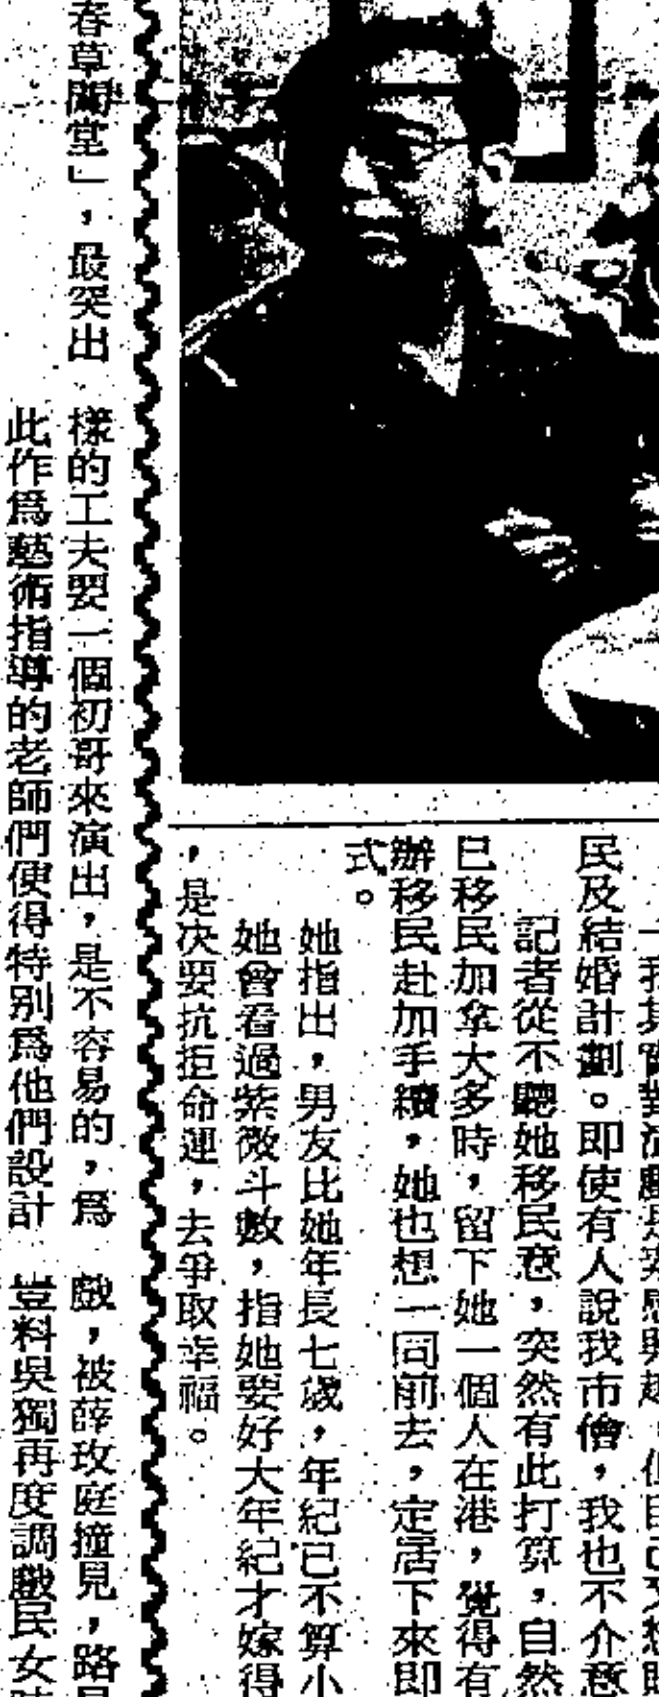 民及結婚計劃。即使有人說我市儈，我也不介意
記者從不聽她移民意，突然有此打算，自然
已移民加拿大多時，留下她一個人在港，覺得有
辦移民赴加手續，她也想一同前去，定居下來即
式。
她指出，男友比她年長七歲，年紀已不算小
她曾看過紫微斗數，指她要好大年紀才嫁得
，是决要抗拒命運，去爭取幸福。
春草闖堂」，最突出
樣的工夫要一個初哥來演出，是不容易的，爲
此作爲藝術指導的老師們便得特別爲他們設計
戲，被薛玫庭撞見，路
豈料吳獨再度調戲民女